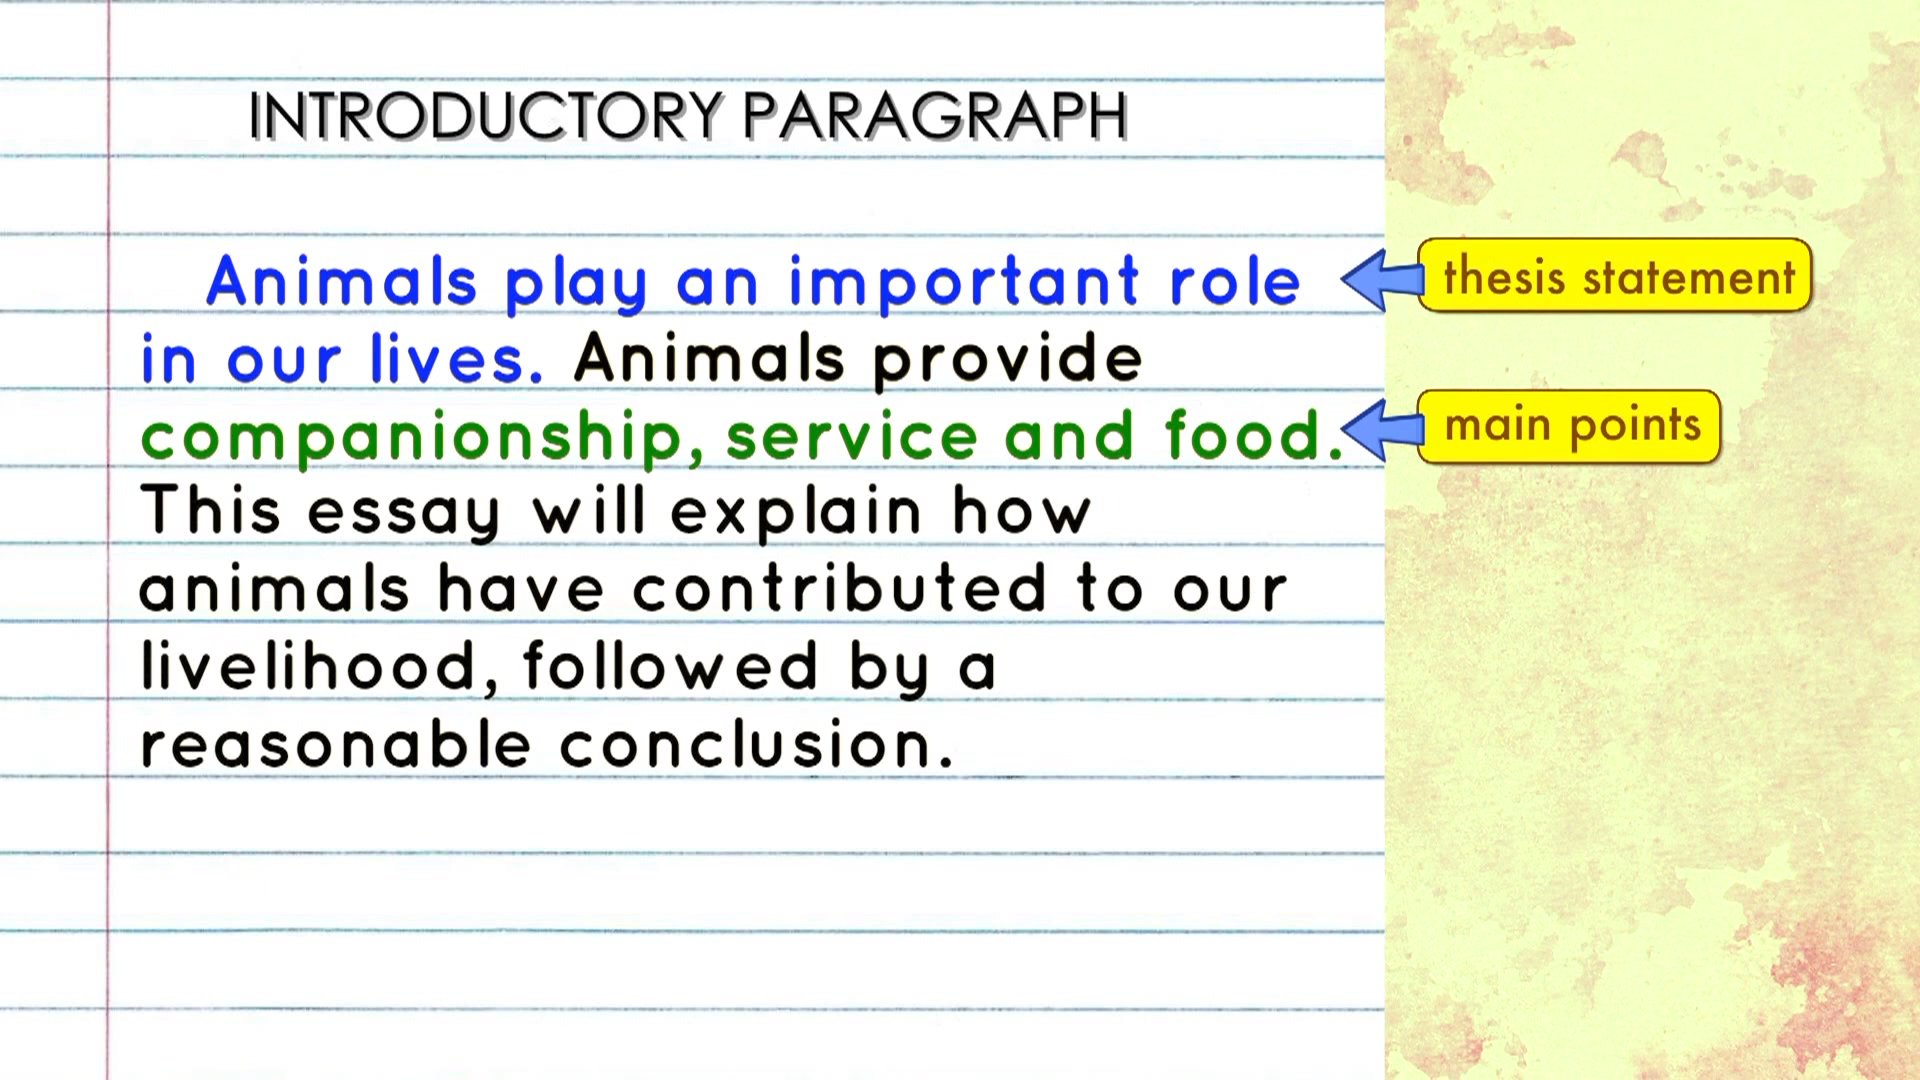 INTRODUCTORY PARAGRAPH
Animals play an important role
in our lives. Animals provide
companionship, service and food.
This essay will explain how
animals have contributed to our
livelihood, followed by a
reasonable conclusion.
thesis statement
main points